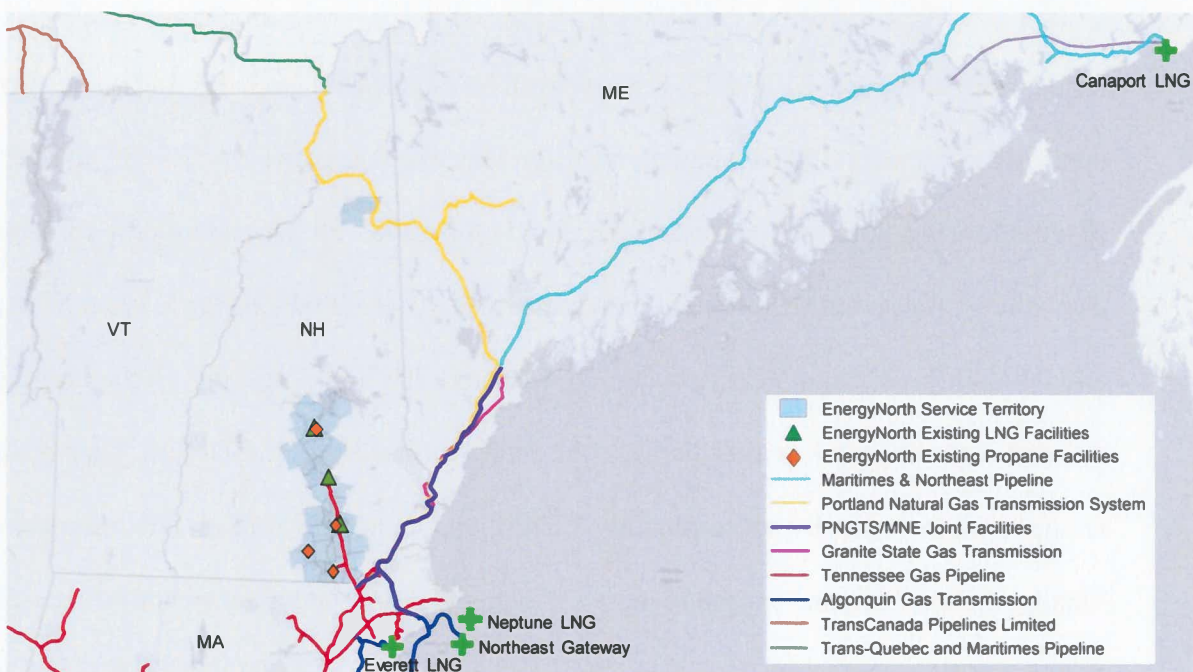 ME
Canaport LNG
VT
NH
EnergyNorth Service Territory
EnergyNorth Existing LNG Facilities
EnergyNorth Existing Propane Facilities
Maritimes & Northeast Pipeline
Portland Natural Gas Transmission System
PNGTS/MNE Joint Facilities
Granite State Gas Transmission
Tennessee Gas Pipeline
Algonquin Gas Transmission
TransCanada Pipelines Limited
Trans-Quebec and Maritimes Pipeline
Neptune LNG
MA
Northeast Gateway
Everett LNG